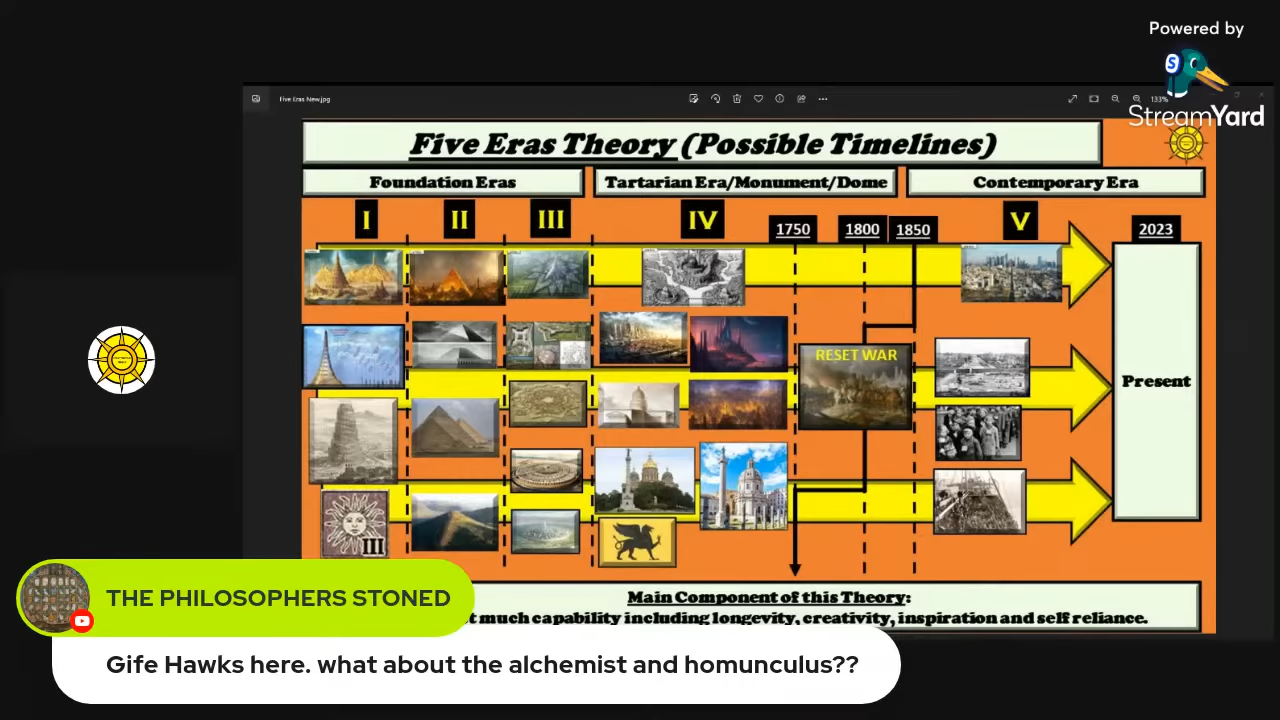 Powered by
StreamYard
Five Eras New.jpg
133%
Five Eras Theory (Possible Timelines)
Foundation Eras
Tartarian Era/Monument/Dome
Contemporary Era
I
II
III
IV
1750
1800
1850
V
2023
RESET WAR
Present
III
Main Component of this Theory:
much capability including longevity, creativity, inspiration and self reliance.
THE PHILOSOPHERS STONED
Gife Hawks here. what about the alchemist and homunculus??